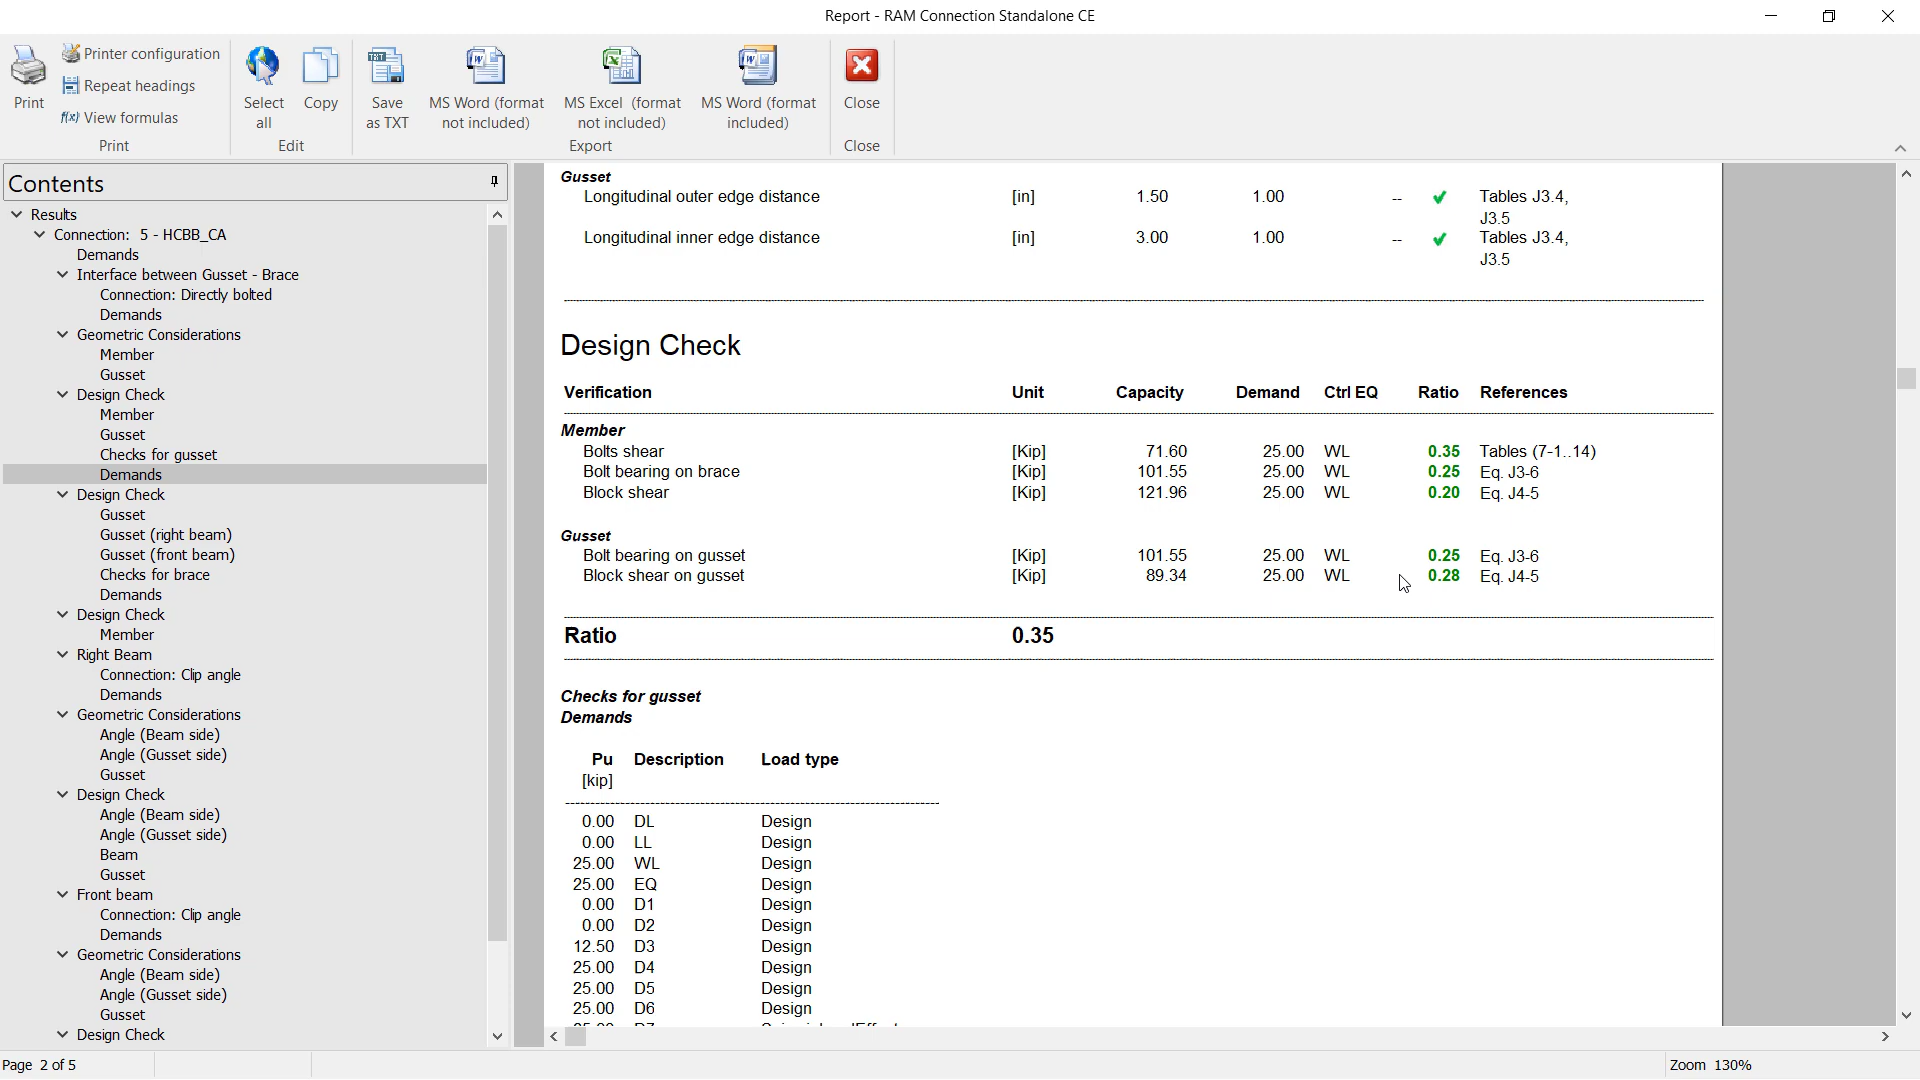 Report - RAM Connection Standalone CE
Print
Printer configuration
Repeat headings
f(x) View formulas
Print
Select all
Copy
Edit
Save as TXT
MS Word (format not included)
MS Excel (format not included)
MS Word (format included)
Export
Close
Close
Contents
Results
Connection: 5 - HCBB_CA
Demands
Interface between Gusset - Brace
Connection: Directly bolted
Demands
Geometric Considerations
Member
Gusset
Design Check
Member
Gusset
Checks for gusset
Demands
Design Check
Gusset
Gusset (right beam)
Gusset (front beam)
Checks for brace
Demands
Design Check
Member
Right Beam
Connection: Clip angle
Demands
Geometric Considerations
Angle (Beam side)
Angle (Gusset side)
Gusset
Design Check
Angle (Beam side)
Angle (Gusset side)
Beam
Gusset
Front beam
Connection: Clip angle
Demands
Geometric Considerations
Angle (Beam side)
Angle (Gusset side)
Gusset
Design Check
Gusset
Longitudinal outer edge distance [in] 1.50 1.00 -- ✓ Tables J3.4,
J3.5
Longitudinal inner edge distance [in] 3.00 1.00 -- ✓ Tables J3.4,
J3.5
Design Check
Verification Unit Capacity Demand Ctrl EQ Ratio References
Member
Bolts shear [Kip] 71.60 25.00 WL 0.35 Tables (7-1..14)
Bolt bearing on brace [Kip] 101.55 25.00 WL 0.25 Eq. J3-6
Block shear [Kip] 121.96 25.00 WL 0.20 Eq. J4-5
Gusset
Bolt bearing on gusset [Kip] 101.55 25.00 WL 0.25 Eq. J3-6
Block shear on gusset [Kip] 89.34 25.00 WL 0.28 Eq. J4-5
Ratio 0.35
Checks for gusset
Demands
Pu Description Load type
[kip]
0.00 DL Design
0.00 LL Design
25.00 WL Design
25.00 EQ Design
0.00 D1 Design
0.00 D2 Design
12.50 D3 Design
25.00 D4 Design
25.00 D5 Design
25.00 D6 Design
Page 2 of 5
Zoom 130%